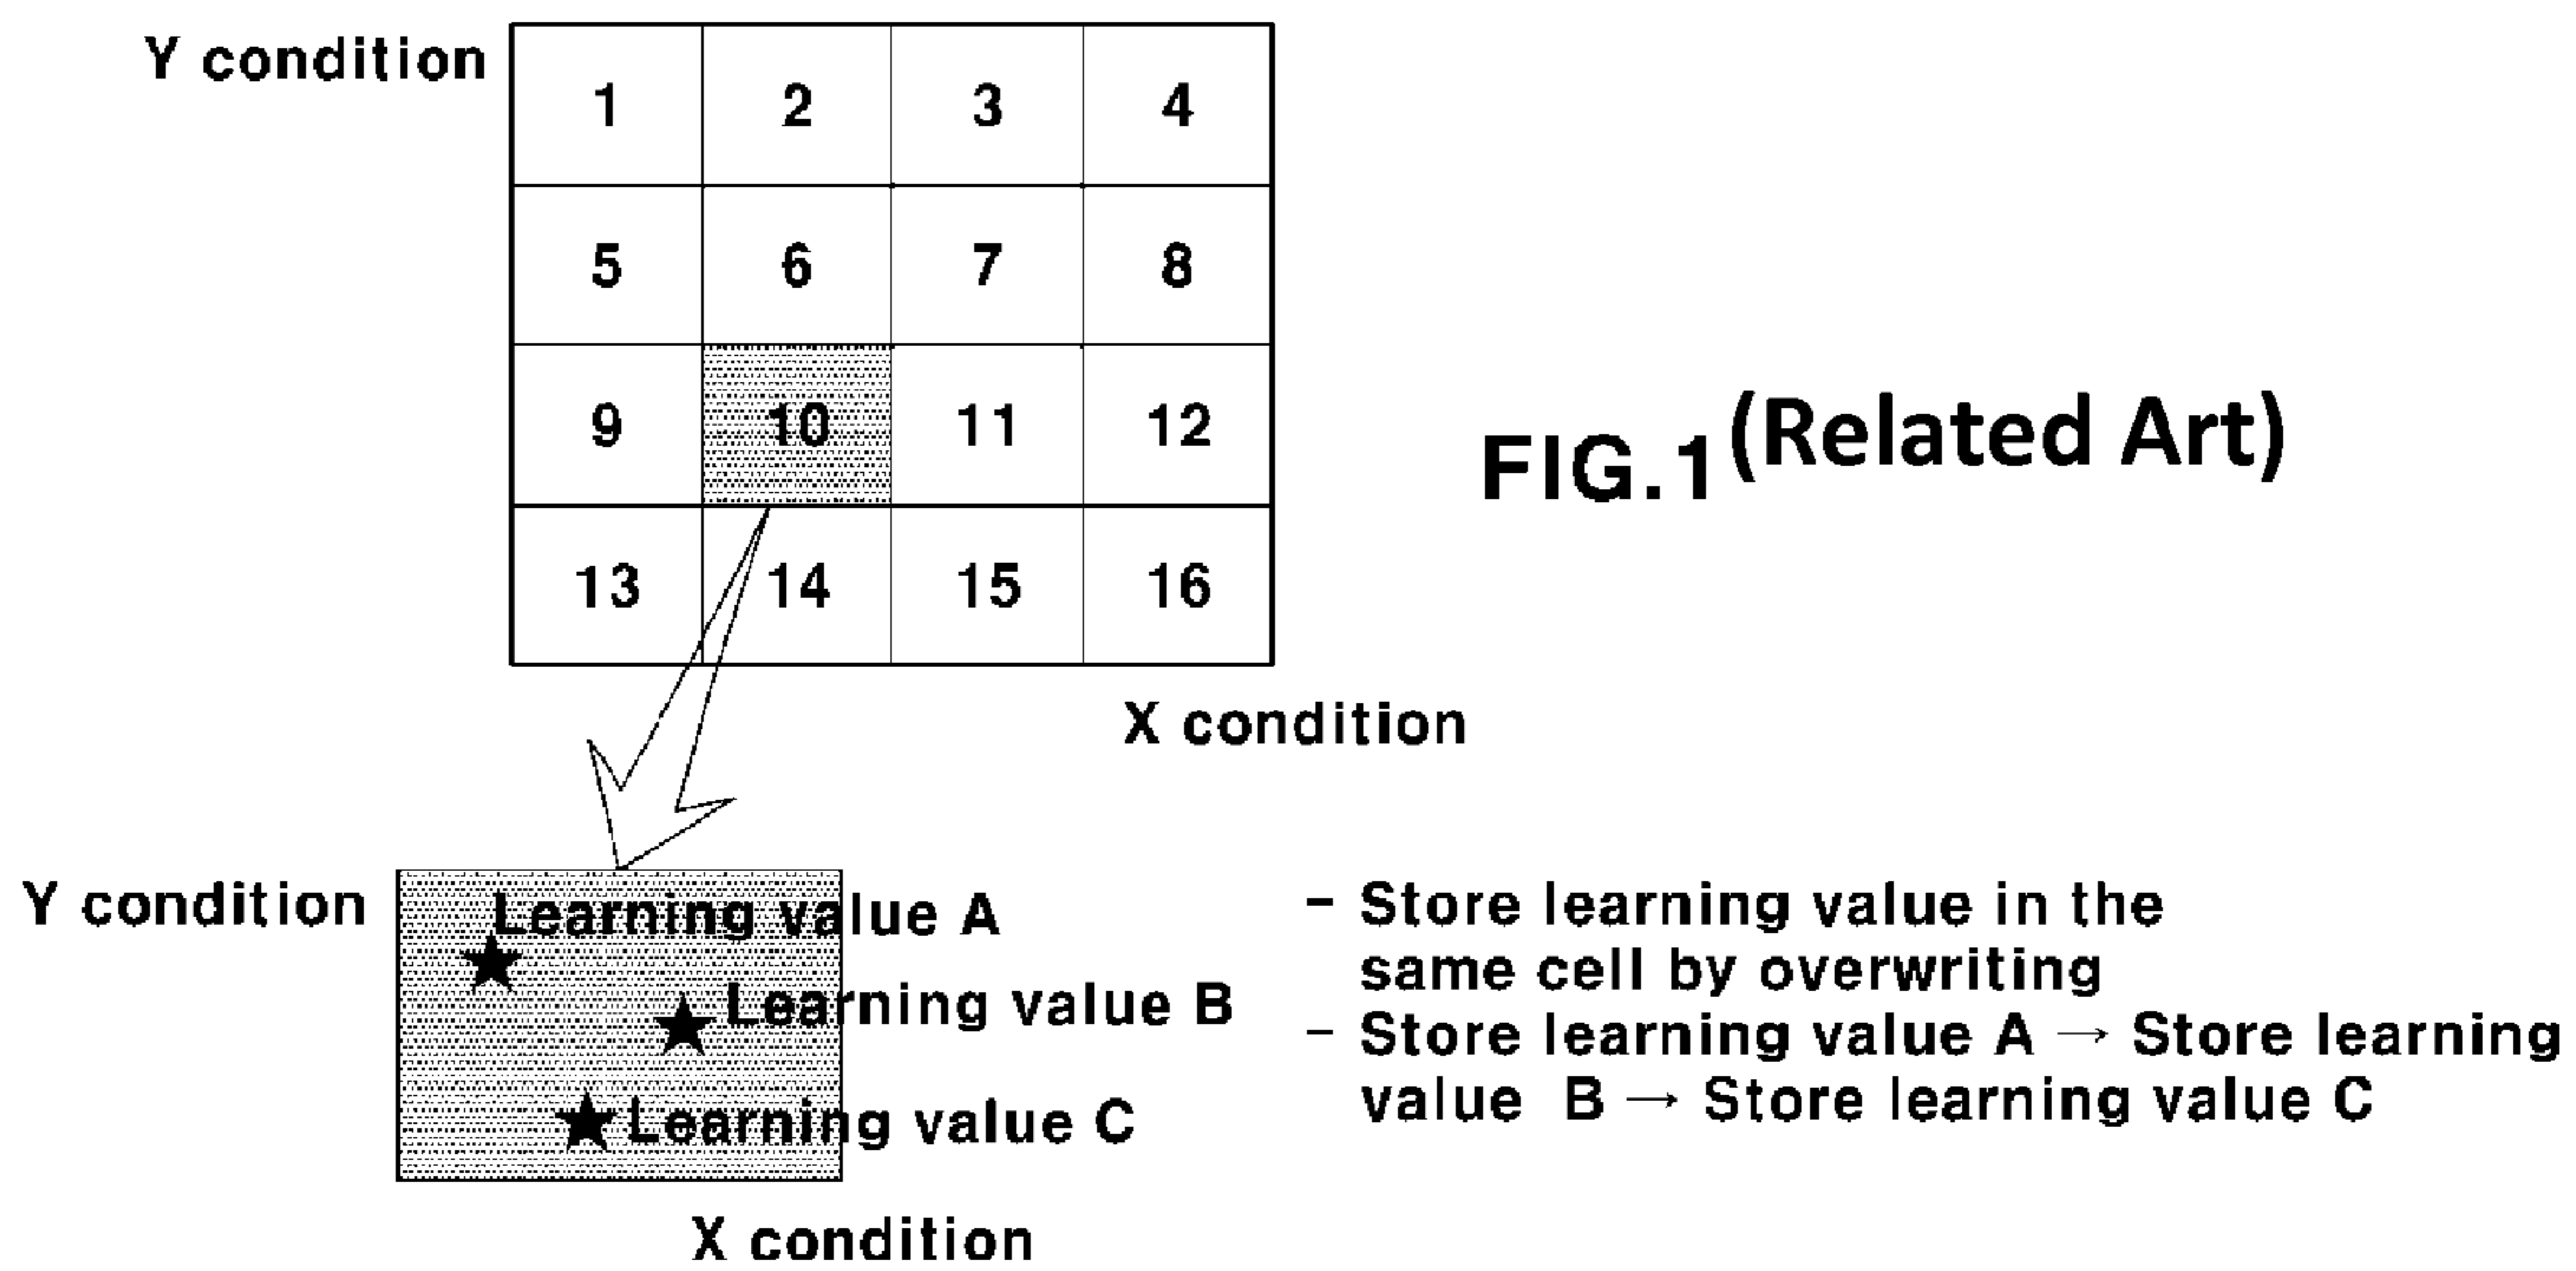 Y condition
1 2 3 4
5 6 7 8
9 10 11 12
13 14 15 16
X condition
FIG.1 (Related Art)
Y condition
Learning value A
Learning value B
Learning value C
X condition
- Store learning value in the
same cell by overwriting
- Store learning value A → Store learning
value B → Store learning value C